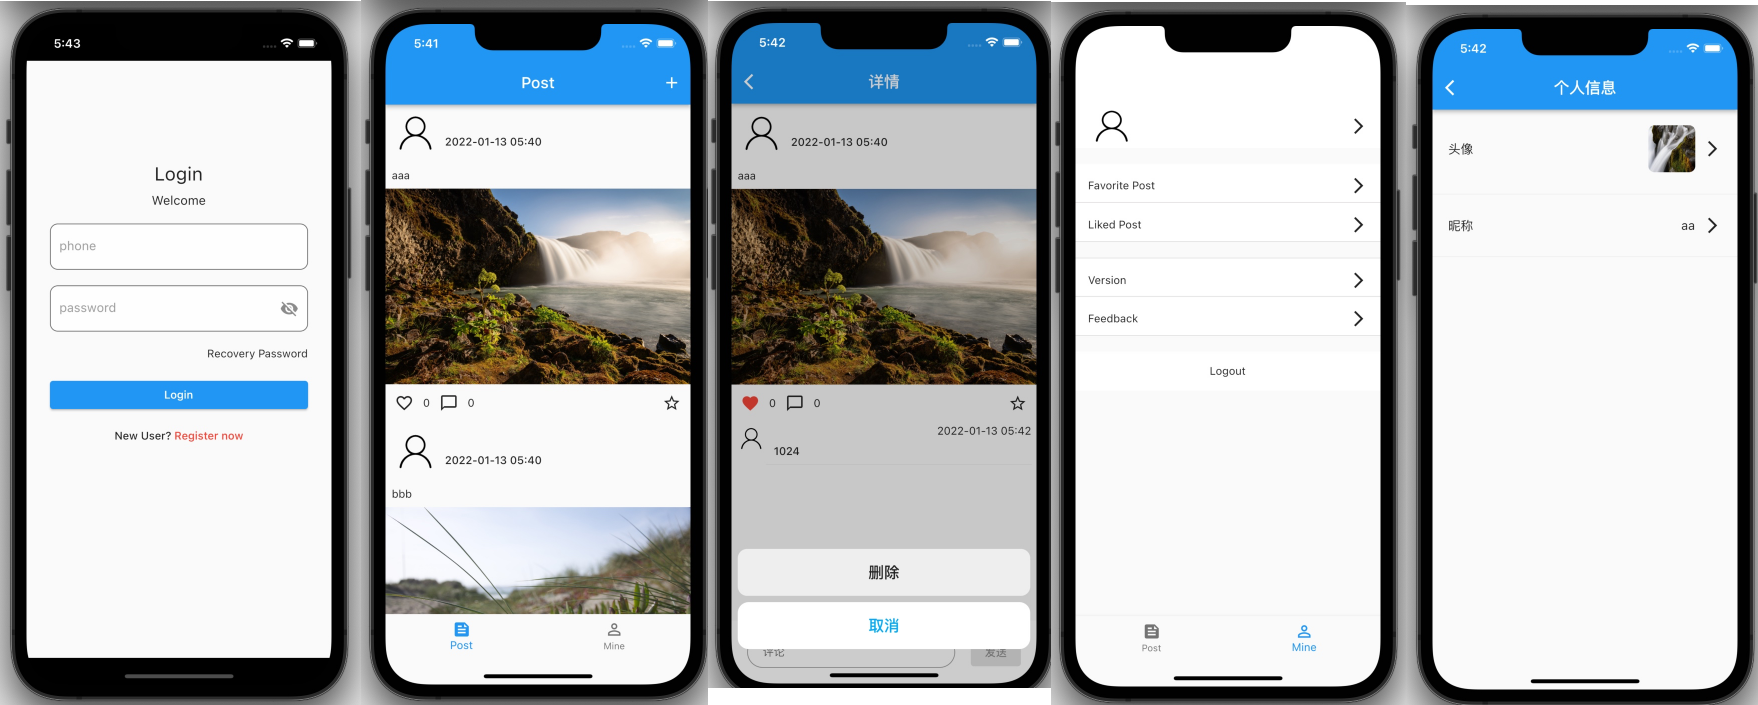 5:43
Login
Welcome
phone
password
Recovery Password
Login
New User? Register now
5:41
Post
+
2022-01-13 05:40
aaa
0 0
2022-01-13 05:40
bbb
Post Mine
5:42
详情
2022-01-13 05:40
aaa
0 0
2022-01-13 05:42
1024
删除
取消
评论 发送
Favorite Post
Liked Post
Version
Feedback
Logout
Post Mine
5:42
个人信息
头像
昵称 aa